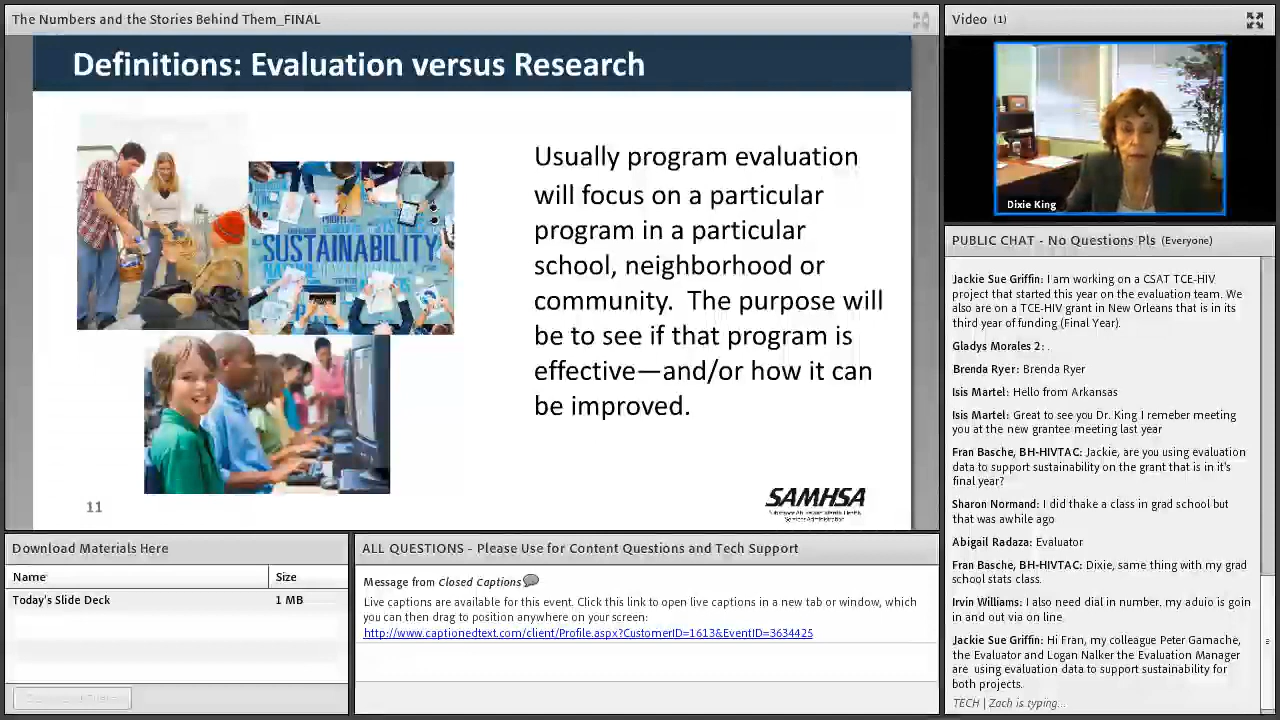 The Numbers and the Stories Behind Them_FINAL
Definitions: Evaluation versus Research
SUSTAINABILITY
Usually program evaluation
will focus on a particular
program in a particular
school, neighborhood or
community.  The purpose will
be to see if that program is
effective—and/or how it can
be improved.
11
SAMHSA
Video (1)
Dixie King
PUBLIC CHAT - No Questions Pls (Everyone)
Jackie Sue Griffin: I am working on a CSAT TCE-HIV
project that started this year on the evaluation team. We
also are on a TCE-HIV grant in New Orleans that is in its
third year of funding (Final Year).
Gladys Morales 2: .
Brenda Ryer: Brenda Ryer
Isis Martel: Hello from Arkansas
Isis Martel: Great to see you Dr. King I remeber meeting
you at the new grantee meeting last year
Fran Basche, BH-HIVTAC: Jackie, are you using evaluation
data to support sustainability on the grant that is in it's
final year?
Sharon Normand: I did thake a class in grad school but
that was awhile ago
Abigail Radaza: Evaluator
Fran Basche, BH-HIVTAC: Dixie, same thing with my grad
school stats class.
Irvin Williams: I also need dial in number. my aduio is goin
in and out via on line
Jackie Sue Griffin: Hi Fran, my colleague Peter Gamache,
the Evaluator and Logan Nalker the Evaluation Manager
are  using evaluation data to support sustainability for
both projects.
TECH | Zach is typing...
Download Materials Here
Name Size
Today's Slide Deck 1 MB
ALL QUESTIONS - Please Use for Content Questions and Tech Support
Message from Closed Captions
Live captions are available for this event. Click this link to open live captions in a new tab or window, which
you can then drag to position anywhere on your screen:
http://www.captionedtext.com/client/Profile.aspx?CustomerID=1613&EventID=3634425